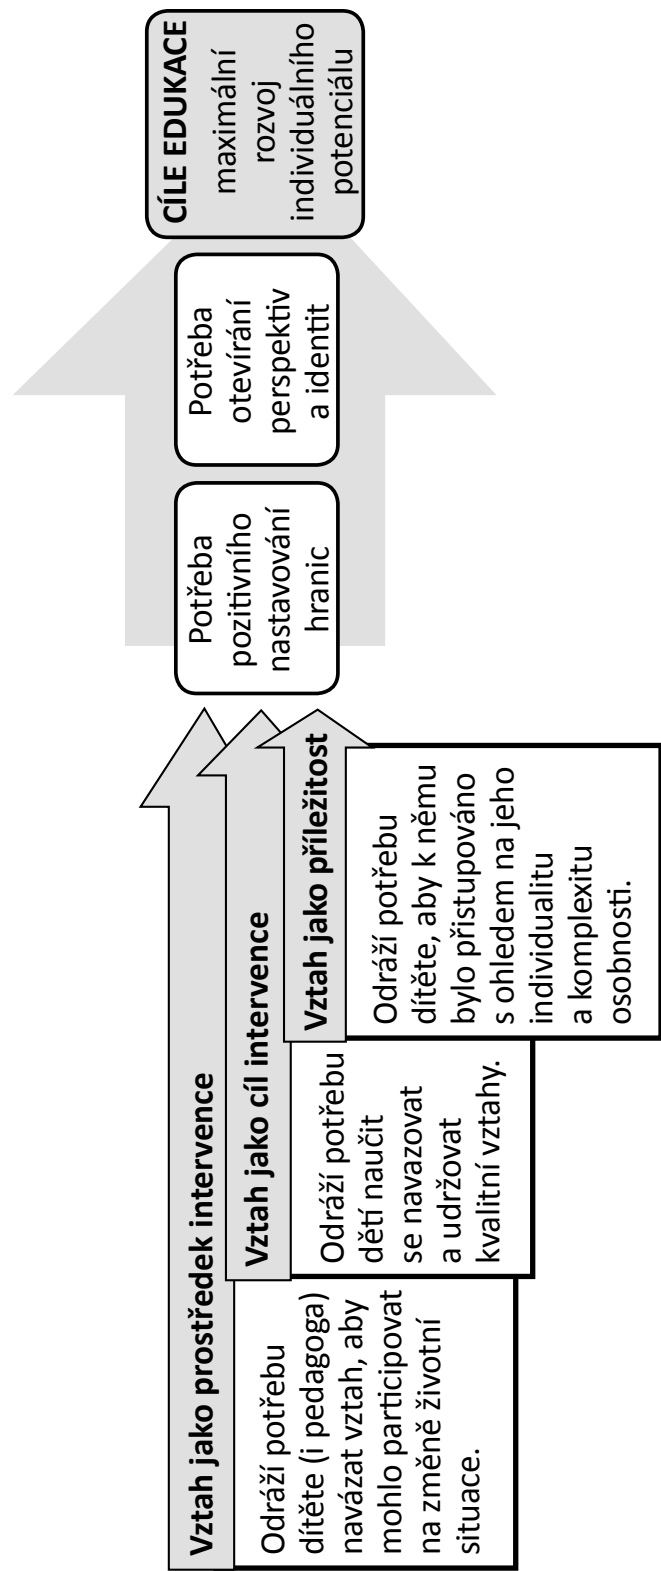 Vztah jako prostředek intervence
Odráží potřebu
dítěte (i pedagoga)
navázat vztah, aby
mohlo participovat
na změně životní
situace.
Vztah jako cíl intervence
Odráží potřebu
dětí naučit
se navazovat
a udržovat
kvalitní vztahy.
Vztah jako příležitost
Odráží potřebu
dítěte, aby k němu
bylo přistupováno
s ohledem na jeho
individualitu
a komplexitu
osobnosti.
Potřeba
pozitivního
nastavování
hranic
Potřeba
otevírání
perspektiv
a identit
CÍLE EDUKACE
maximální
rozvoj
individuálního
potenciálu